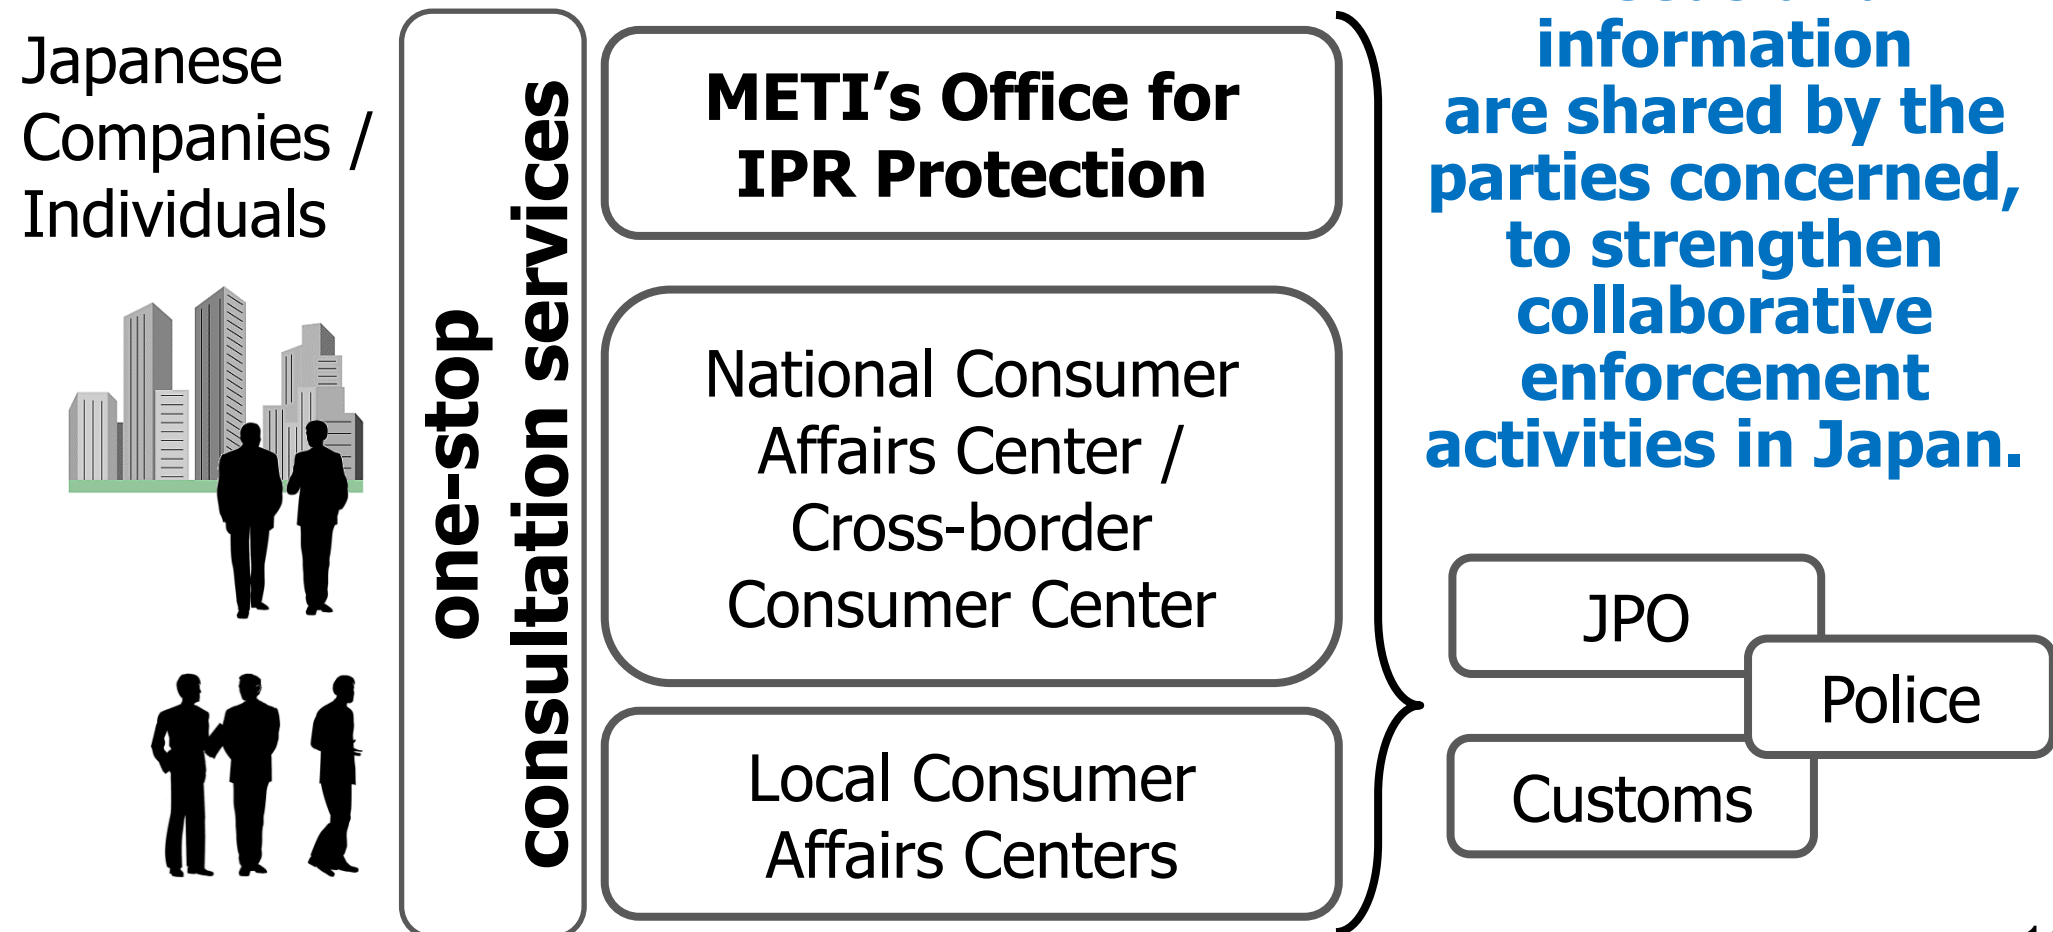 Japanese
Companies /
Individuals
one-stop
consultation services
METI’s Office for
IPR Protection
National Consumer
Affairs Center /
Cross-border
Consumer Center
Local Consumer
Affairs Centers
information
are shared by the
parties concerned,
to strengthen
collaborative
enforcement
activities in Japan.
JPO
Police
Customs